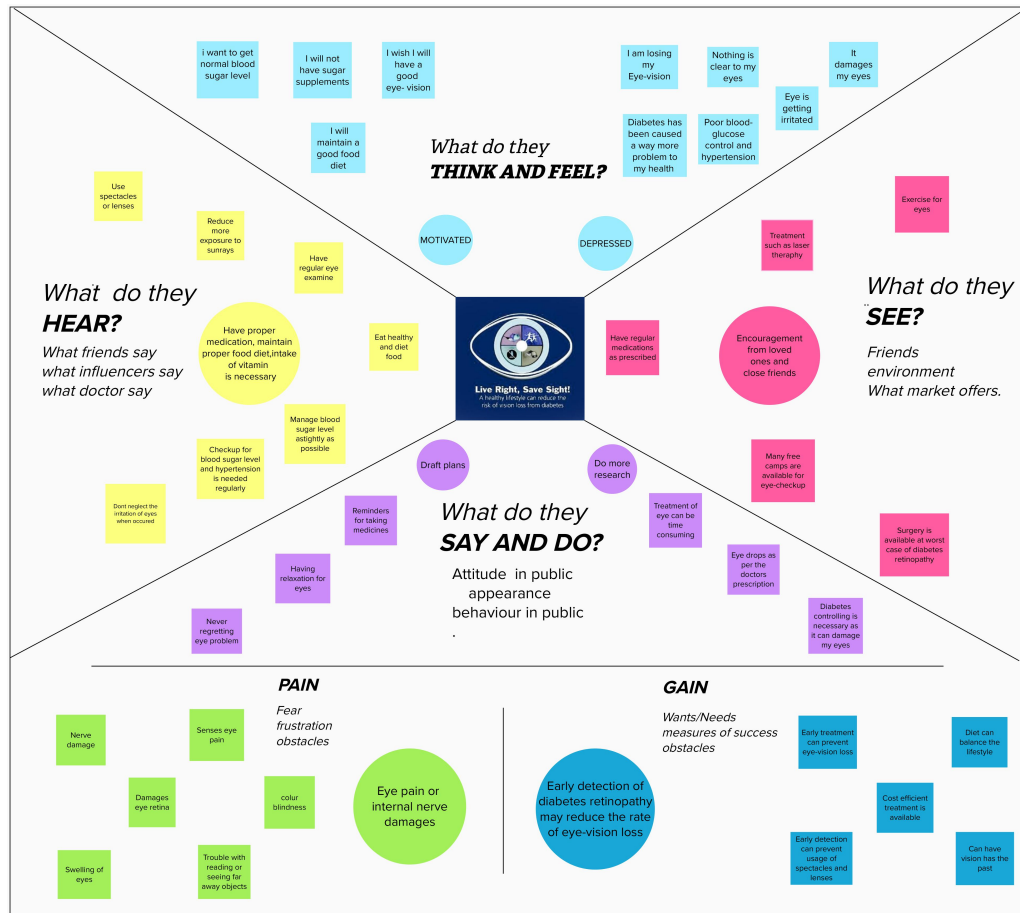 i want to get
normal blood
sugar level
I will not
have sugar
supplements
I wish I will
have a
good
eye- vision
I will
maintain a
good food
diet
I am losing
my
Eye-vision
Nothing is
clear to my
eyes
It
damages
my eyes
Eye is
getting
irritated
Diabetes has
been caused
a way more
problem to
my health
Poor blood-
glucose
control and
hypertension
What do they
THINK AND FEEL?
MOTIVATED
DEPRESSED
Use
spectacles
or lenses
Reduce
more
exposure to
sunrays
Have
regular eye
examine
What do they
HEAR?
What friends say
what influencers say
what doctor say
Have proper
medication, maintain
proper food diet,intake
of vitamin
is necessary
Eat healthy
and diet
food
Manage blood
sugar level
astightly as
possible
Checkup for
blood sugar level
and hypertension
is needed
regularly
Dont neglect the
irritation of eyes
when occured
Live Right, Save Sight!
A healthy lifestyle can reduce the
risk of vision loss from diabetes
Exercise for
eyes
Treatment
such as laser
theraphy
What do they
SEE?
Friends
environment
What market offers.
Have regular
medications
as prescribed
Encouragement
from loved
ones and
close friends
Many free
camps are
available for
eye-checkup
Surgery is
available at worst
case of diabetes
retinopathy
Draft plans
Do more
research
What do they
SAY AND DO?
Attitude in public
appearance
behaviour in public
.
Reminders
for taking
medicines
Having
relaxation for
eyes
Never
regretting
eye problem
Treatment of
eye can be
time
consuming
Eye drops as
per the
doctors
prescription
Diabetes
controlling is
necessary as
it can damage
my eyes
PAIN
Fear
frustration
obstacles
Nerve
damage
Senses eye
pain
Damages
eye retina
colur
blindness
Swelling of
eyes
Trouble with
reading or
seeing far
away objects
Eye pain or
internal nerve
damages
GAIN
Wants/Needs
measures of success
obstacles
Early detection of
diabetes retinopathy
may reduce the rate
of eye-vision loss
Early treatment
can prevent
eye-vision loss
Diet can
balance the
lifestyle
Cost efficient
treatment is
available
Early detection
can prevent
usage of
spectacles and
lenses
Can have
vision has the
past